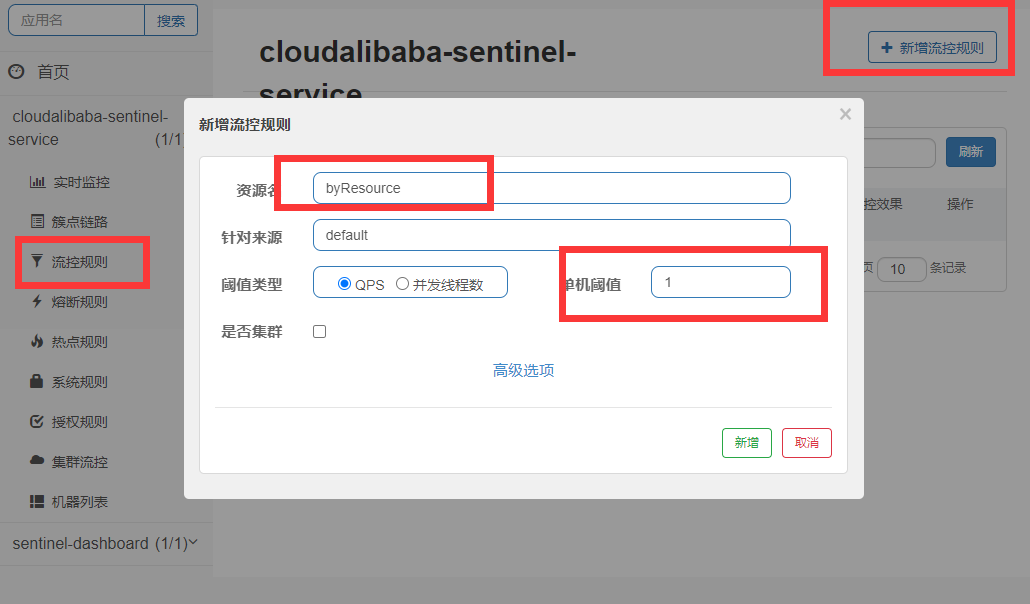 应用名 搜索
首页
cloudalibaba-sentinel-
service (1/1)
实时监控
簇点链路
流控规则
熔断规则
热点规则
系统规则
授权规则
集群流控
机器列表
sentinel-dashboard (1/1)
cloudalibaba-sentinel-
service
新增流控规则
刷新
控效果 操作
页 10 条记录
新增流控规则 ×
资源名 byResource
针对来源 default
阈值类型 QPS 并发线程数 单机阈值 1
是否集群
高级选项
新增 取消